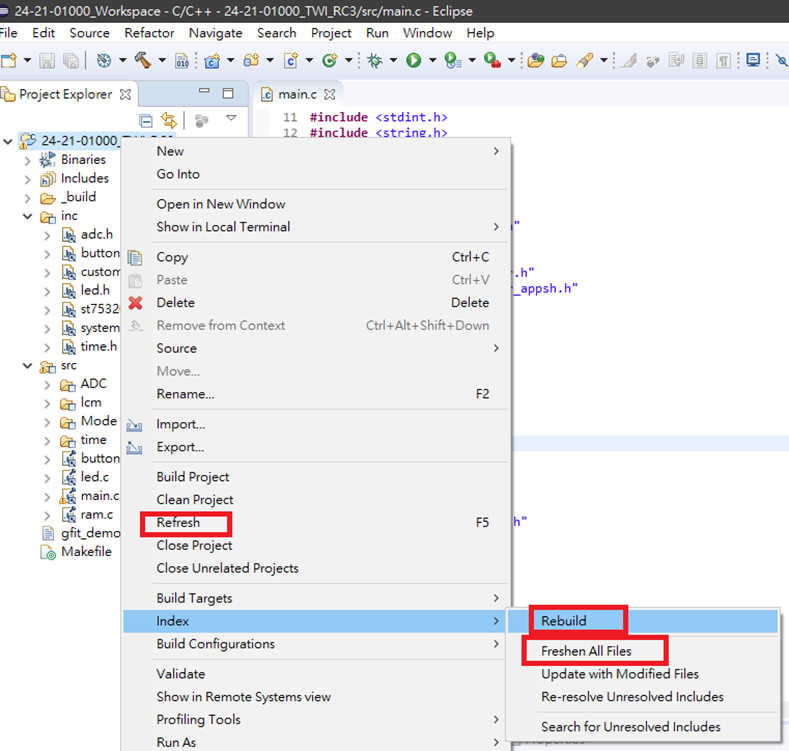 24-21-01000_Workspace - C/C++ - 24-21-01000_TWI_RC3/src/main.c - Eclipse
File Edit Source Refactor Navigate Search Project Run Window Help
Project Explorer
main.c
11 #include <stdint.h>
12 #include <string.h>
24-21-01000_TWI_RC3
Binaries
Includes
_build
inc
adc.h
button
custom
led.h
st7532
system
time.h
src
ADC
lcm
Mode
time
button
led.c
main.c
ram.c
gfit_demo
Makefile
New
Go Into
Open in New Window
Show in Local Terminal
Copy Ctrl+C
Paste Ctrl+V
Delete Delete
Remove from Context Ctrl+Alt+Shift+Down
Source
Move...
Rename... F2
Import...
Export...
Build Project
Clean Project
Refresh F5
Close Project
Close Unrelated Projects
Build Targets
Index
Build Configurations
Validate
Show in Remote Systems view
Profiling Tools
Run As
.h"
_appsh.h"
h"
Rebuild
Freshen All Files
Update with Modified Files
Re-resolve Unresolved Includes
Search for Unresolved Includes
Properties